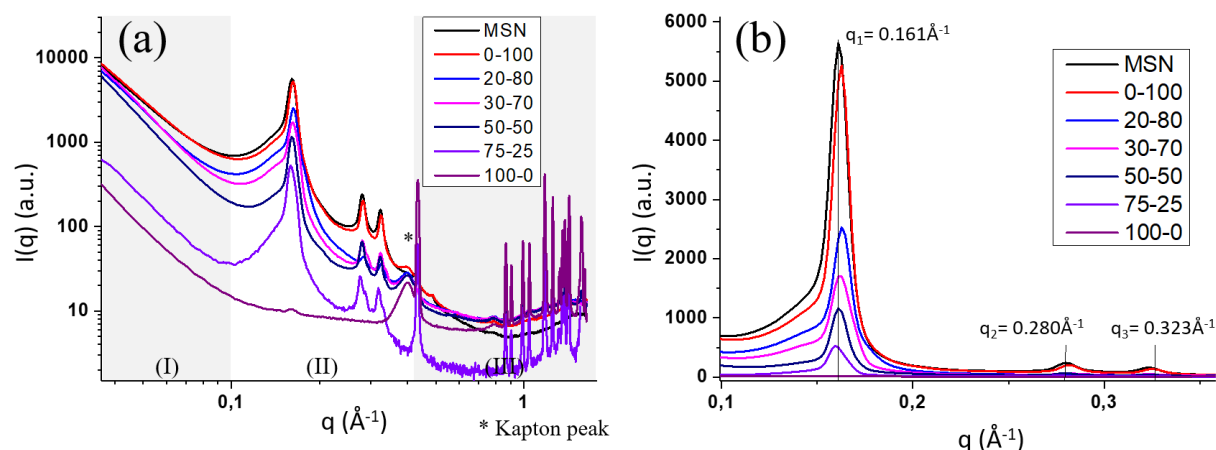 (a)
MSN
0-100
20-80
30-70
50-50
75-25
100-0
10000
1000
100
10
I(q) (a.u.)
*
(I)
(II)
(III)
0,1
1
q (Å⁻¹)
* Kapton peak
(b)
q₁= 0.161Å⁻¹
MSN
0-100
20-80
30-70
50-50
75-25
100-0
6000
5000
4000
3000
2000
1000
0
I(q) (a.u.)
q₂ = 0.280Å⁻¹
q₃ = 0.323Å⁻¹
0,1
0,2
0,3
q (Å⁻¹)